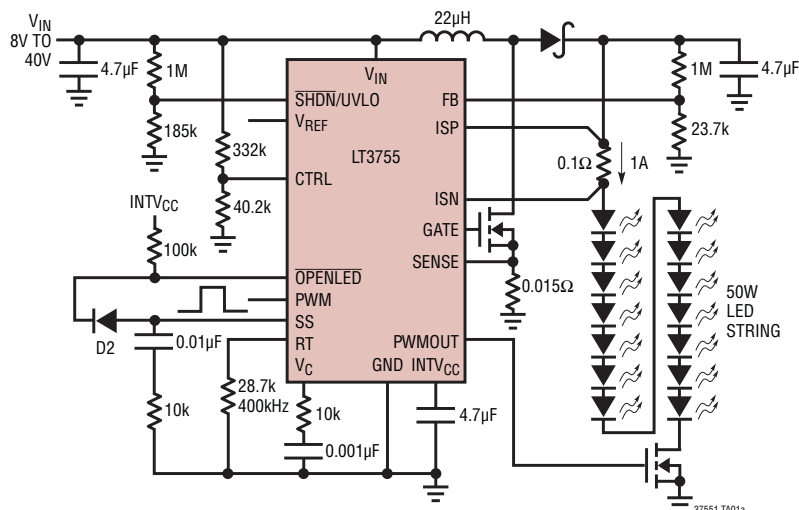 22μH
VIN
8V TO
40V
4.7μF
1M
VIN
SHDN/UVLO
VREF
185k
332k
LT3755
CTRL
40.2k
FB
ISP
ISN
GATE
SENSE
1M
4.7μF
23.7k
0.1Ω
1A
INTVCC
100k
OPENLED
PWM
SS
RT
VC
PWMOUT
GND INTVCC
0.015Ω
50W
LED
STRING
D2
0.01μF
10k
28.7k
400kHz
10k
0.001μF
4.7μF
37551 TA01a